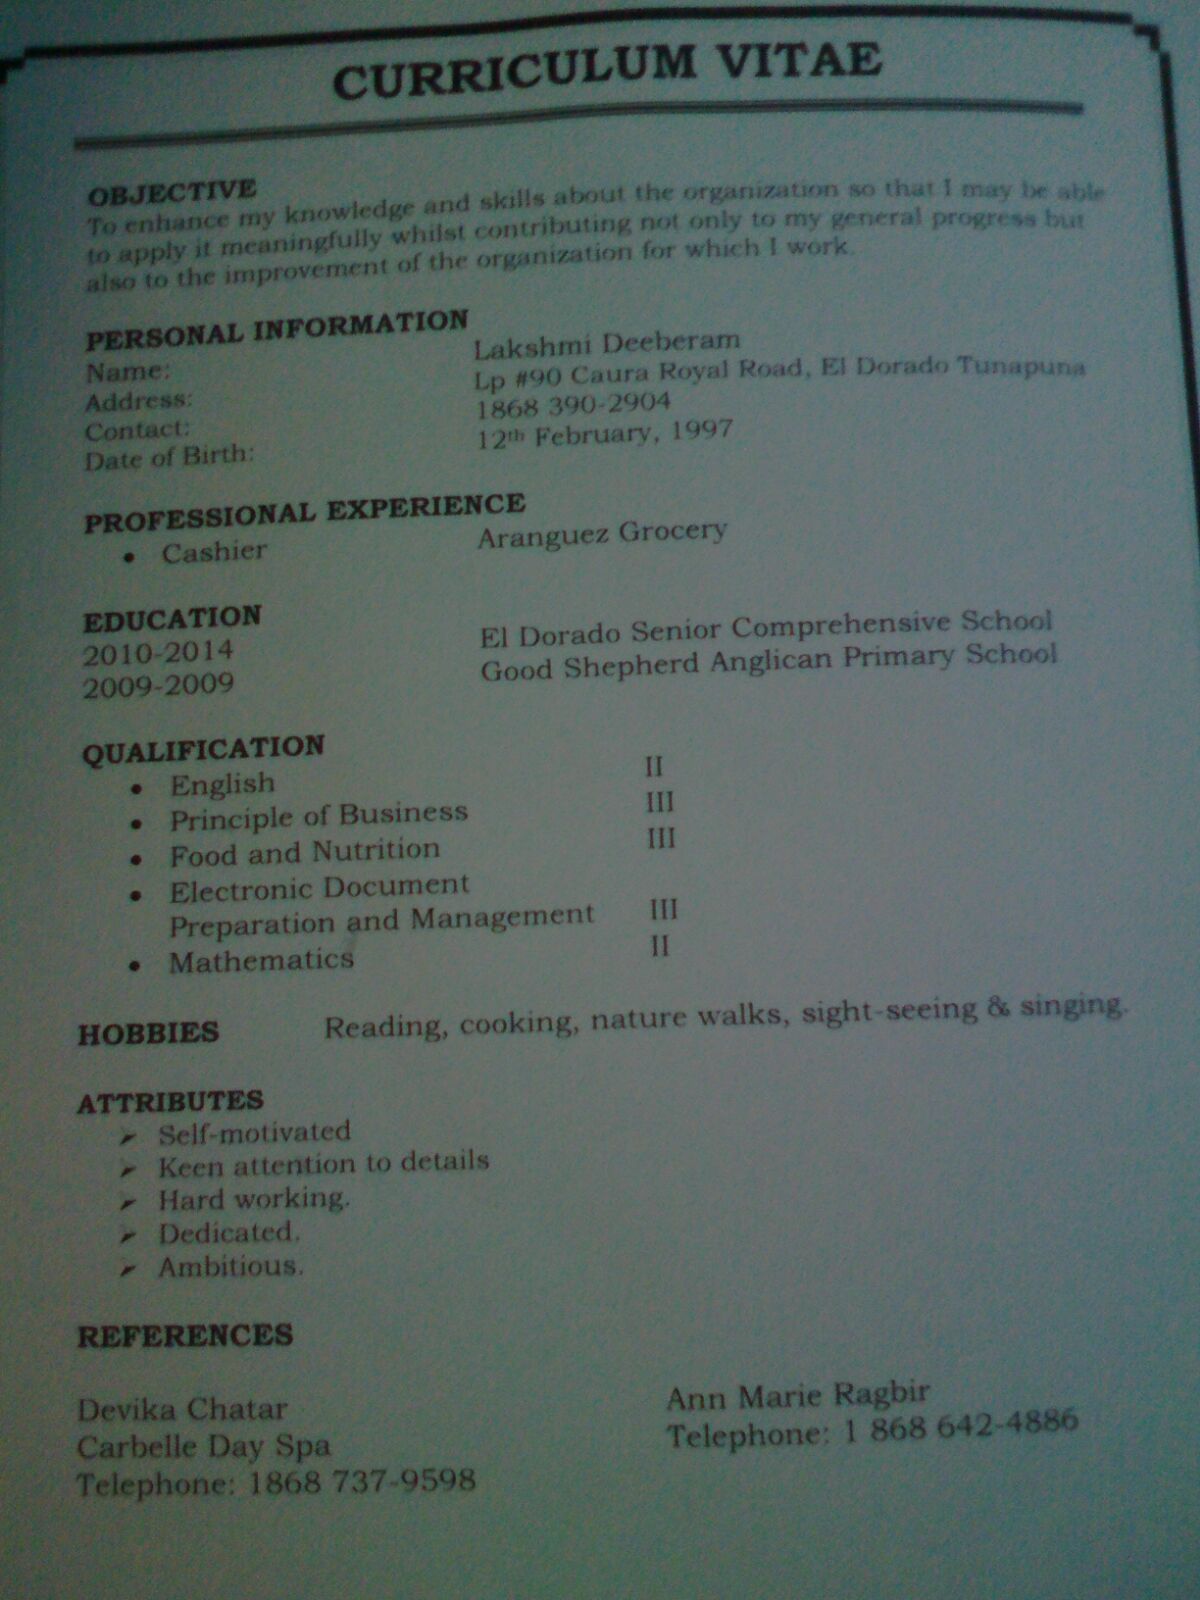 CURRICULUM VITAE
OBJECTIVE
To enhance my knowledge and skills about the organization so that I may be able
to apply it meaningfully whilst contributing not only to my general progress but
also to the improvement of the organization for which I work.
PERSONAL INFORMATION
Name: Lakshmi Deeberam
Address: Lp #90 Caura Royal Road, El Dorado Tunapuna
Contact: 1868 390-2904
Date of Birth: 12th February, 1997
PROFESSIONAL EXPERIENCE
• Cashier Aranguez Grocery
EDUCATION
2010-2014 El Dorado Senior Comprehensive School
2009-2009 Good Shepherd Anglican Primary School
QUALIFICATION
• English II
• Principle of Business III
• Food and Nutrition III
• Electronic Document
Preparation and Management III
• Mathematics II
HOBBIES Reading, cooking, nature walks, sight-seeing & singing.
ATTRIBUTES
➢ Self-motivated
➢ Keen attention to details
➢ Hard working.
➢ Dedicated.
➢ Ambitious.
REFERENCES
Devika Chatar
Carbelle Day Spa
Telephone: 1868 737-9598
Ann Marie Ragbir
Telephone: 1 868 642-4886